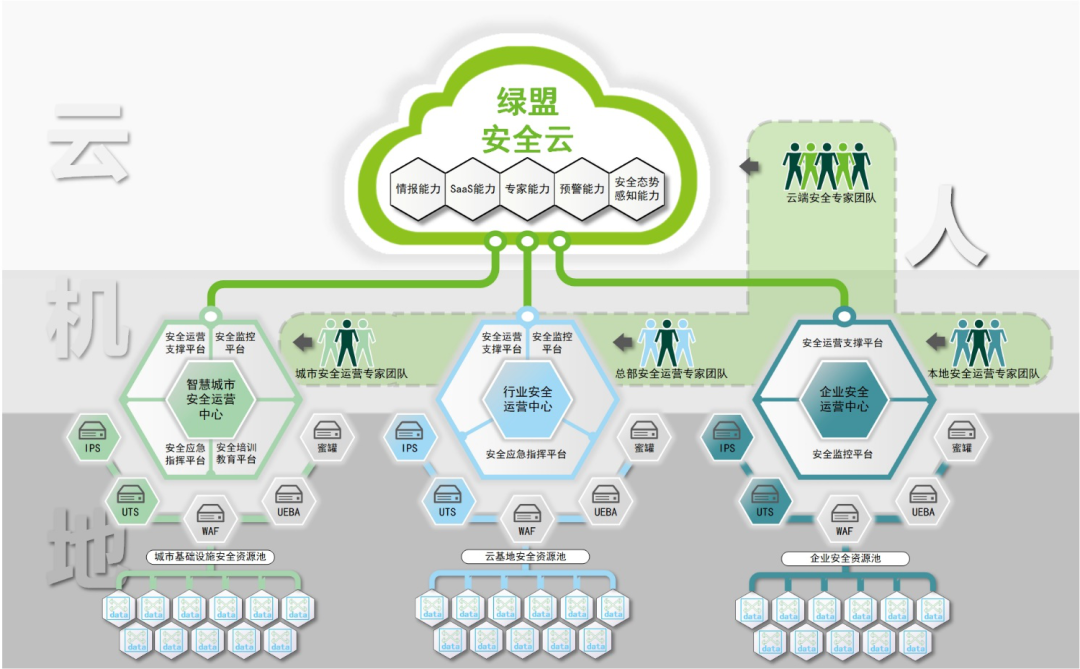 云
绿盟
安全云
情报能力
SaaS能力
专家能力
预警能力
安全态势
感知能力
云端安全专家团队
人
机
安全运营
支撑平台
安全监控
平台
智慧城市
安全运营
中心
安全应急
指挥平台
安全培训
教育平台
城市安全运营专家团队
安全运营
支撑平台
安全监控
平台
行业安全
运营中心
安全应急指挥平台
总部安全运营专家团队
安全运营支撑平台
企业安全
运营中心
安全监控平台
本地安全运营专家团队
地
IPS
UTS
WAF
UEBA
蜜罐
IPS
UTS
WAF
UEBA
蜜罐
IPS
UTS
WAF
UEBA
蜜罐
城市基础设施安全资源池
云基地安全资源池
企业安全资源池
data data data data data data
data data data data data
data data data data data data
data data data data data
data data data data data data
data data data data data